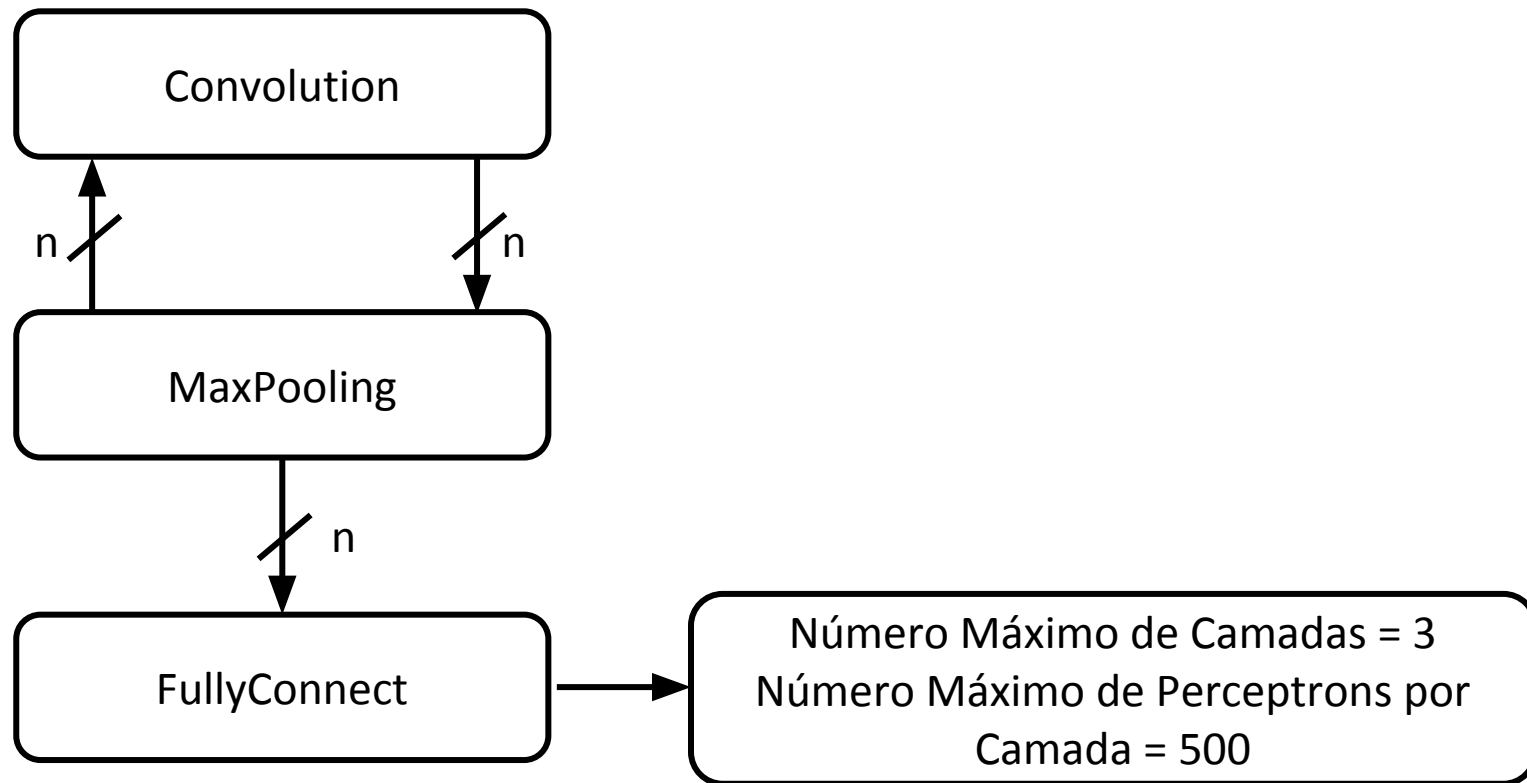 Convolution
n
n
MaxPooling
n
FullyConnect
Número Máximo de Camadas = 3
Número Máximo de Perceptrons por
Camada = 500